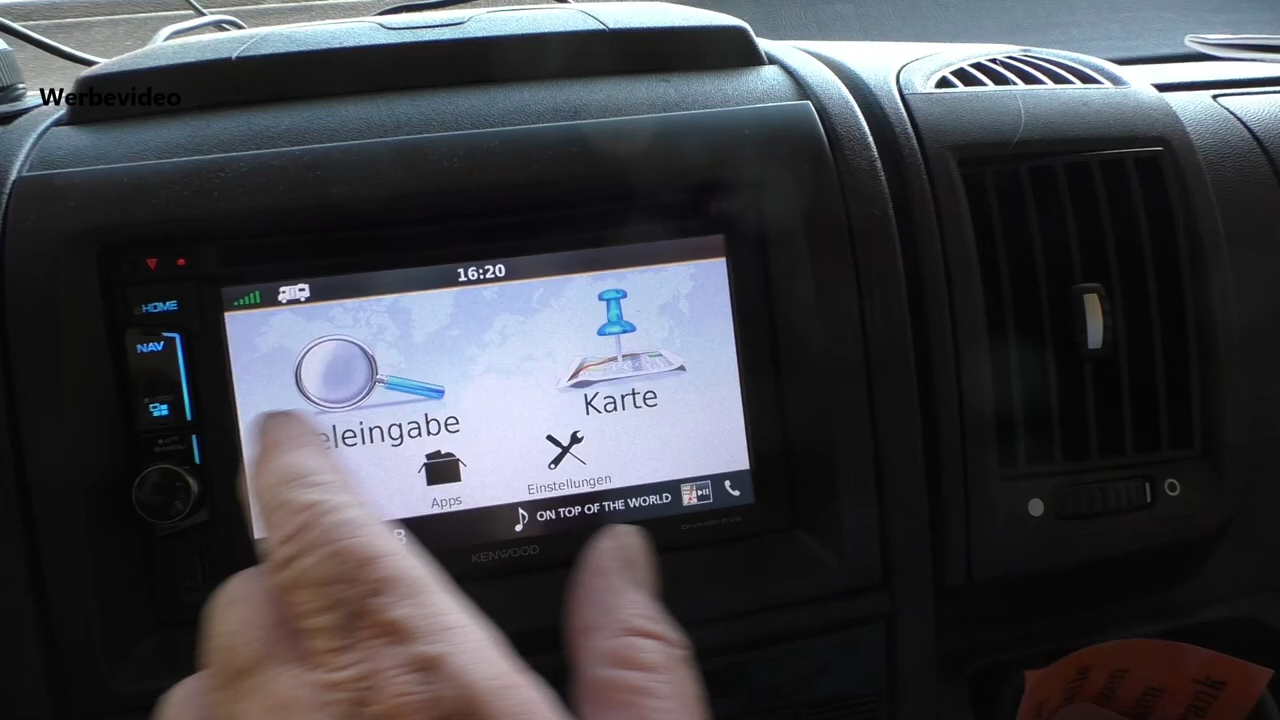 Werbevideo
16:20
HOME
NAV
eleingabe
Karte
Apps
Einstellungen
ON TOP OF THE WORLD
KENWOOD